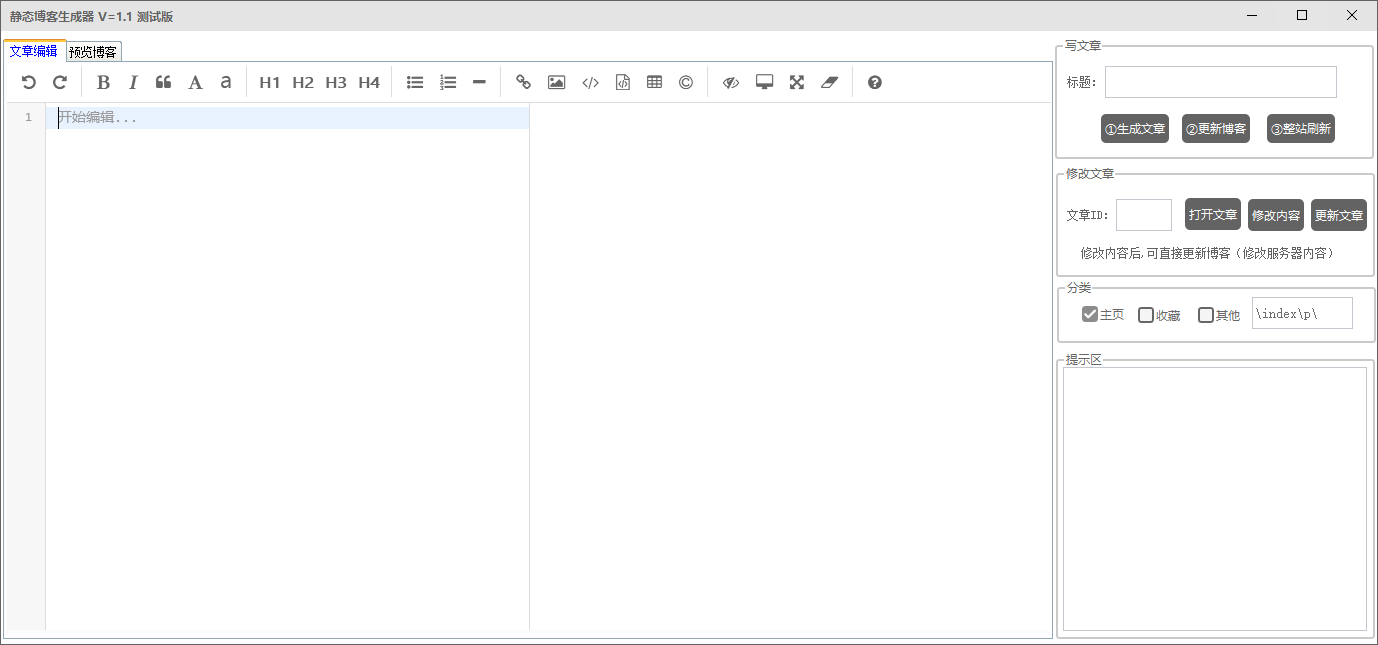 静态博客生成器 V=1.1 测试版
文章编辑 预览博客
B I A a H1 H2 H3 H4
1 开始编辑...
写文章
标题：
①生成文章 ②更新博客 ③整站刷新
修改文章
文章ID： 打开文章 修改内容 更新文章
修改内容后,可直接更新博客（修改服务器内容）
分类
主页 收藏 其他 \index\p\
提示区